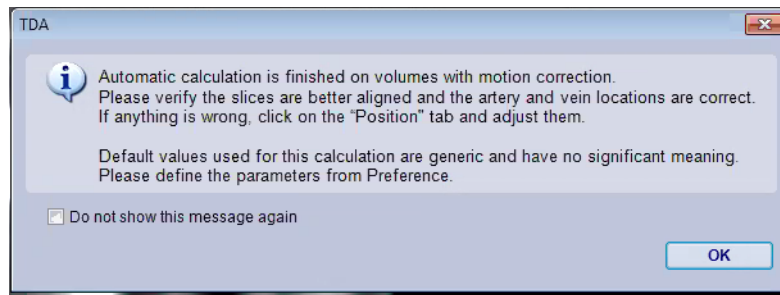 TDA
Automatic calculation is finished on volumes with motion correction.
Please verify the slices are better aligned and the artery and vein locations are correct.
If anything is wrong, click on the “Position” tab and adjust them.
Default values used for this calculation are generic and have no significant meaning.
Please define the parameters from Preference.
Do not show this message again
OK